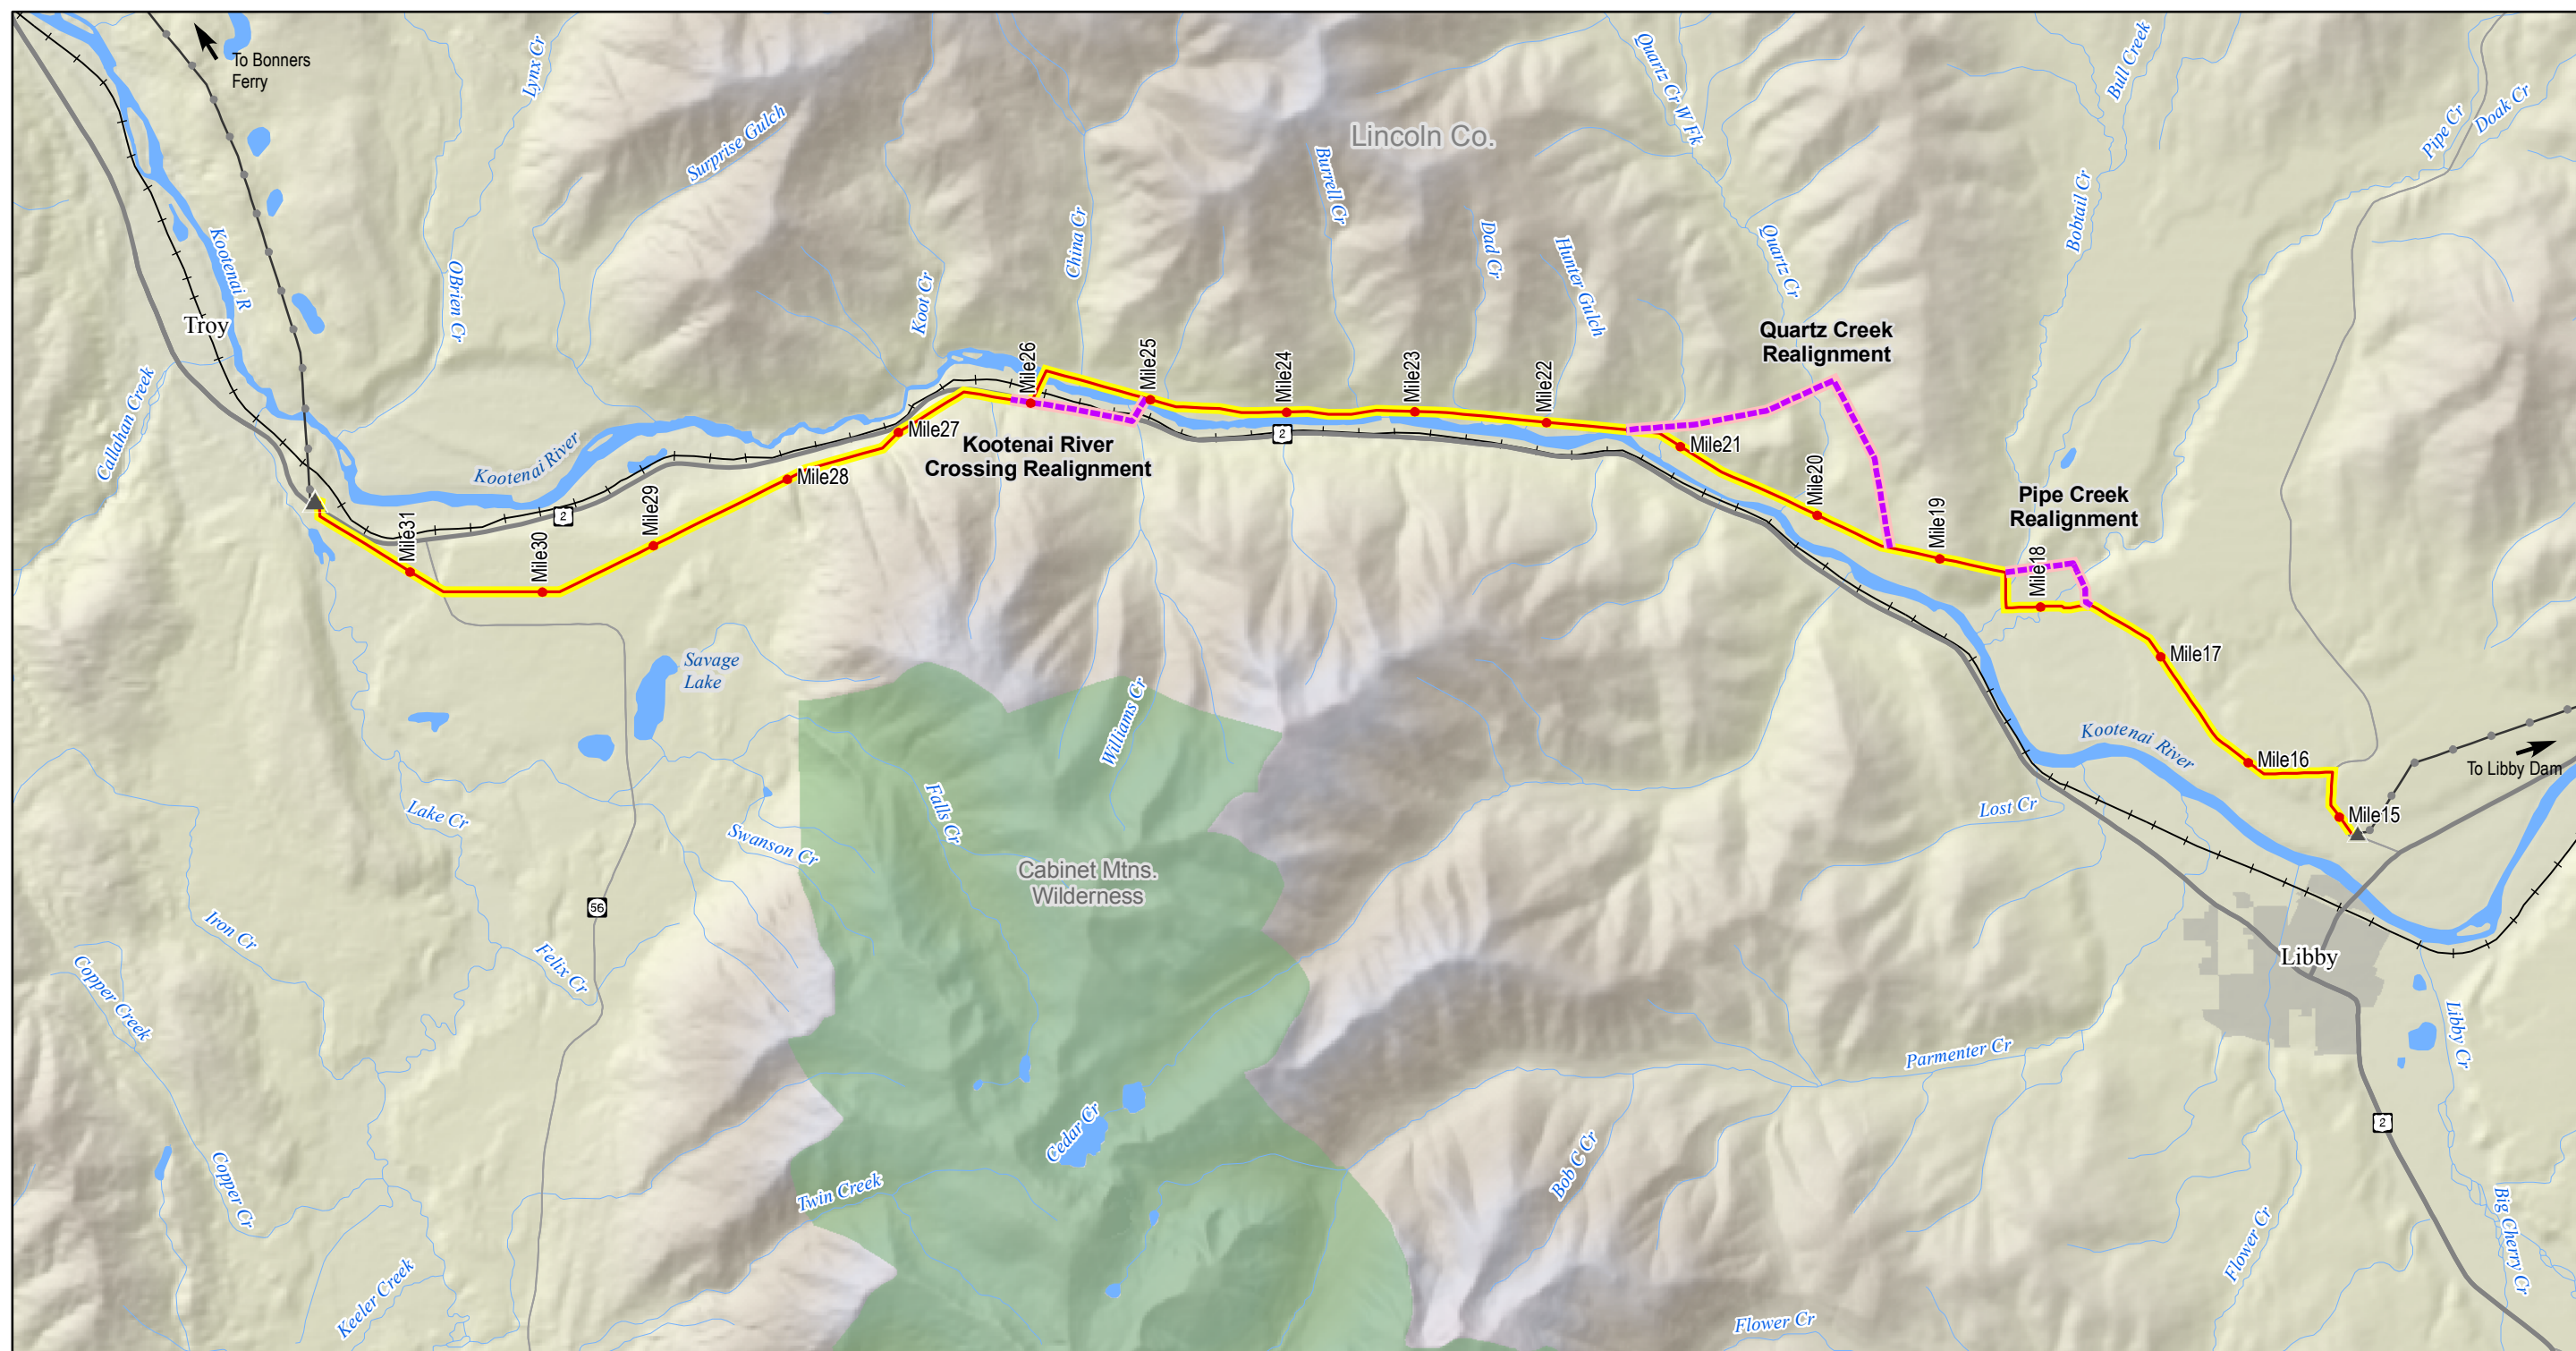 To Bonners
Ferry
Lynx Cr
Surprise Gulch
Lincoln Co.
Quartz Cr W Fk
Bull Creek
Pipe Cr
Doak Cr
Kootenai R
OBrien Cr
Koot Cr
China Cr
Burrell Cr
Dad Cr
Hunter Gulch
Quartz Cr
Bobtail Cr
Troy
Callahan Creek
Quartz Creek
Realignment
Mile26
Mile25
Mile24
Mile23
Mile22
Mile21
Mile20
Mile19
Mile27
Kootenai River
Crossing Realignment
2
Kootenai River
Mile28
2
Mile29
Mile31
Mile30
Pipe Creek
Realignment
Mile18
Mile17
Savage
Lake
Williams Cr
Kootenai River
Mile16
To Libby Dam
Mile15
Lake Cr
Swanson Cr
Falls Cr
Lost Cr
Cabinet Mtns.
Wilderness
56
Iron Cr
Felix Cr
Copper Creek
Libby
Libby Cr
Parmenter Cr
2
Cedar Cr
Bob C Cr
Copper Cr
Twin Creek
Keeler Creek
Flower Cr
Flower Cr
Big Cherry Cr